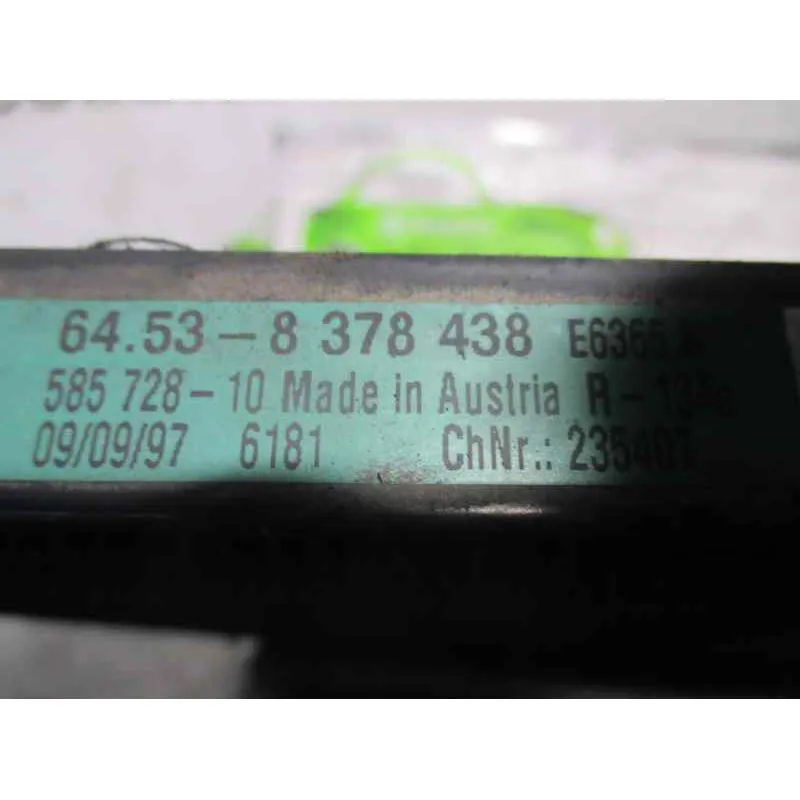 64.53-8 378 438
585 728-10 Made in Austria
09/09/97 6181 ChNr.: